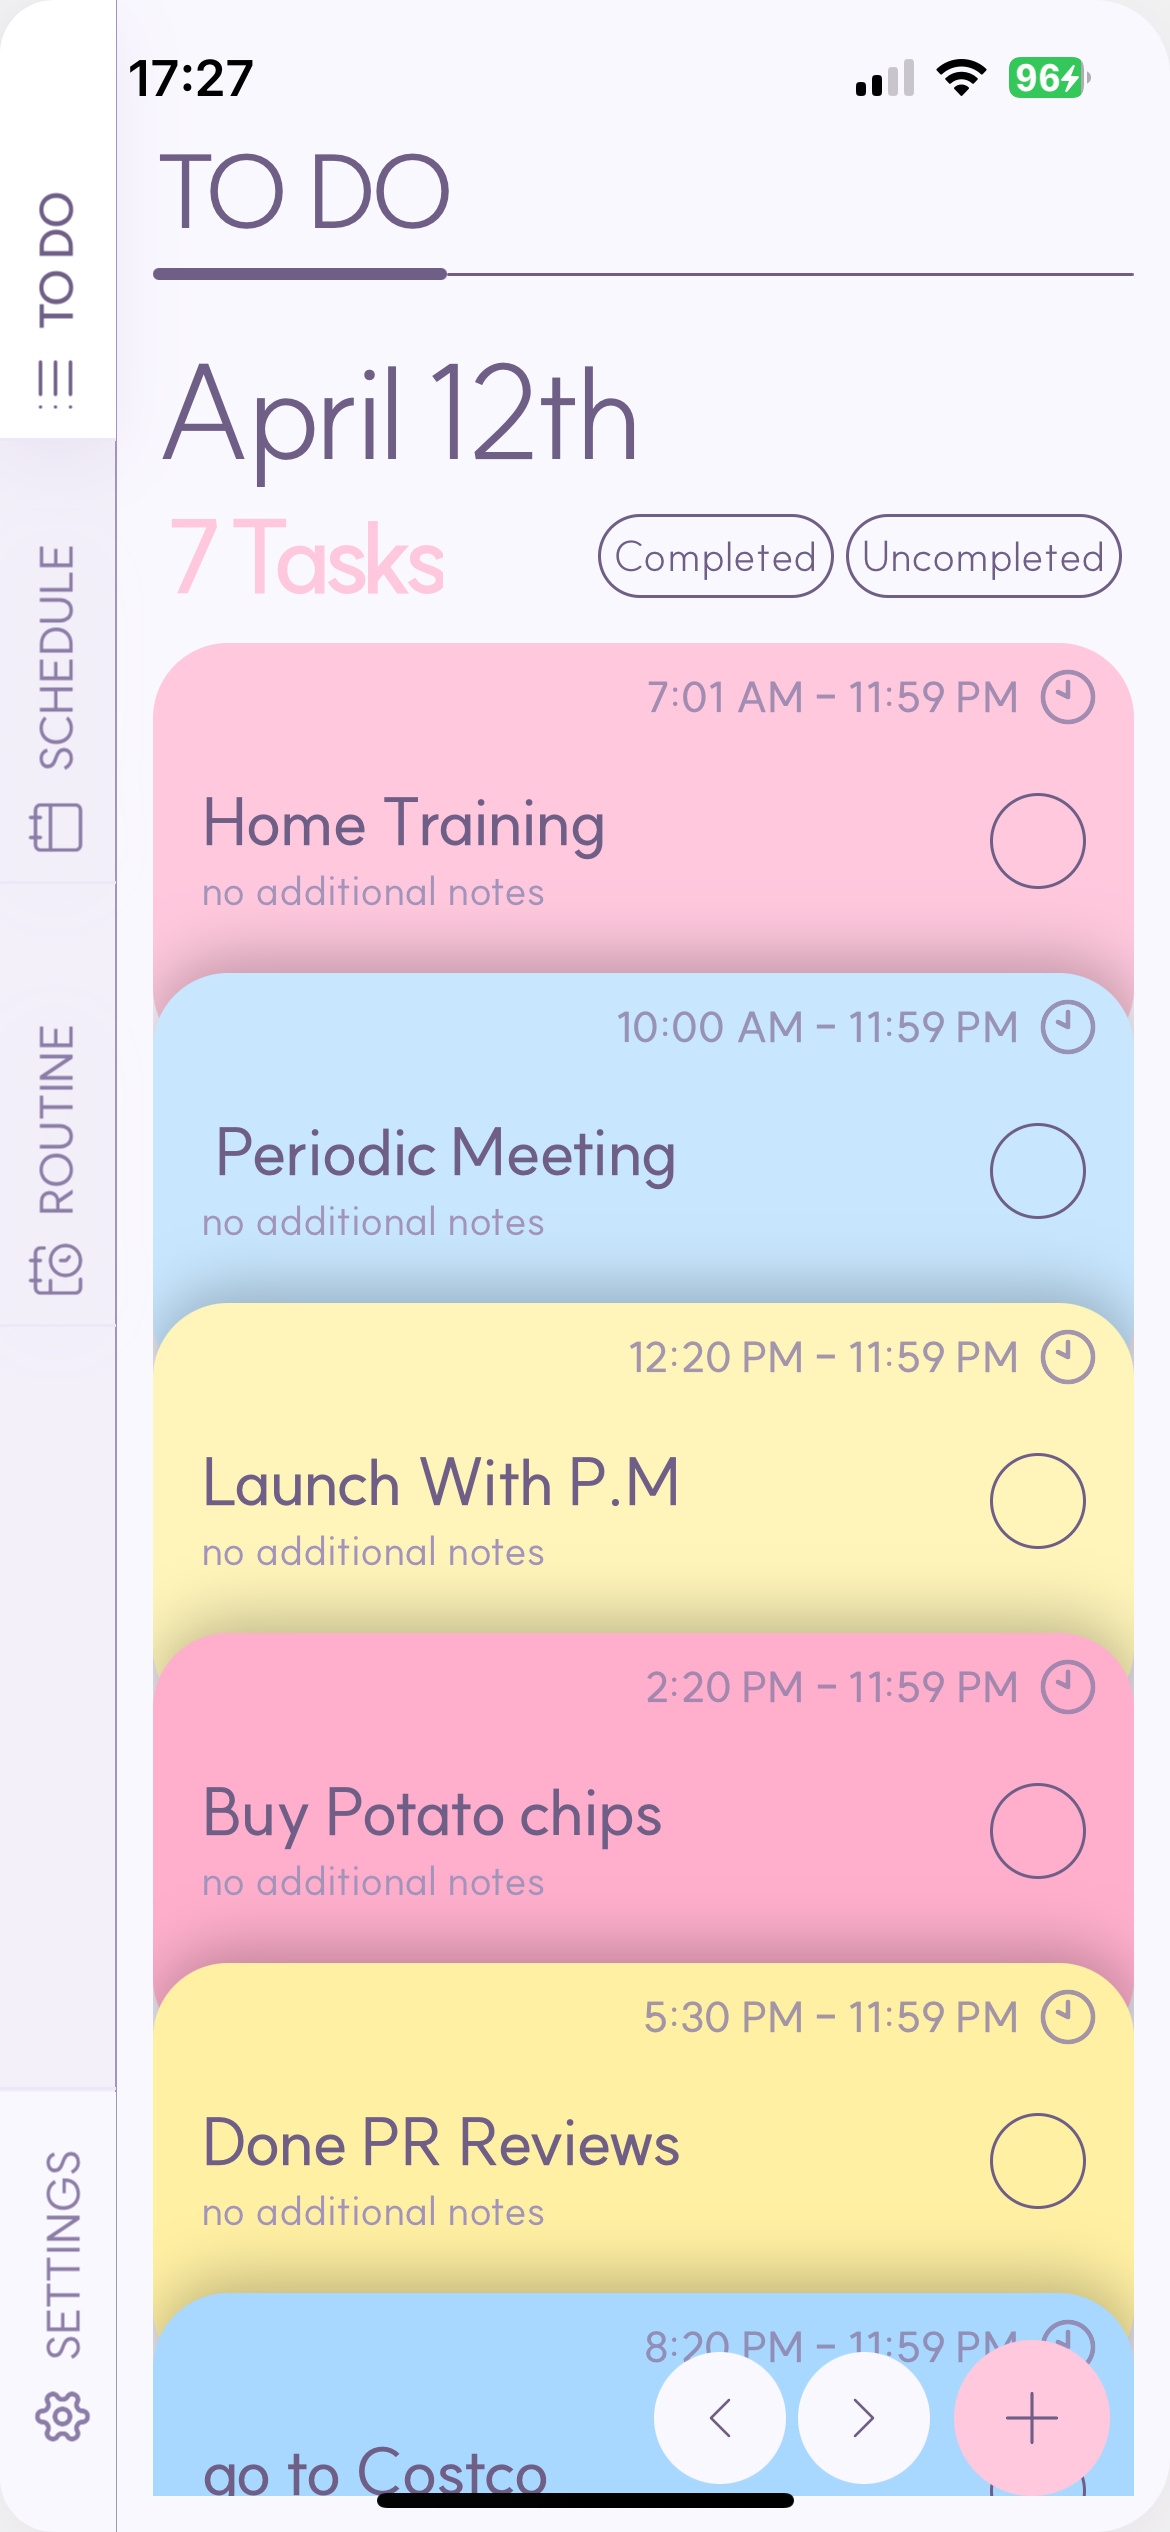 17:27
96
TO DO
TO DO
SCHEDULE
ROUTINE
SETTINGS
April 12th
7 Tasks
Completed
Uncompleted
7:01 AM – 11:59 PM
Home Training
no additional notes
10:00 AM – 11:59 PM
Periodic Meeting
no additional notes
12:20 PM – 11:59 PM
Launch With P.M
no additional notes
2:20 PM – 11:59 PM
Buy Potato chips
no additional notes
5:30 PM – 11:59 PM
Done PR Reviews
no additional notes
8:20 PM – 11:59 PM
go to Costco